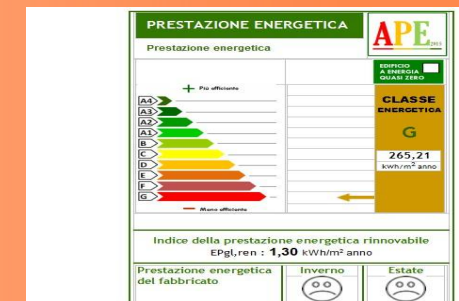 PRESTAZIONE ENERGETICA
Prestazione energetica
APE
EDIFICIO
A ENERGIA
QUASI ZERO
Più efficiente
A4
A3
A2
A1
B
C
D
E
F
G
Meno efficiente
CLASSE
ENERGETICA
G
265,21
kwh/m² anno
Indice della prestazione energetica rinnovabile
EPgl,ren : 1,30 kWh/m² anno
Prestazione energetica
del fabbricato
Inverno
Estate